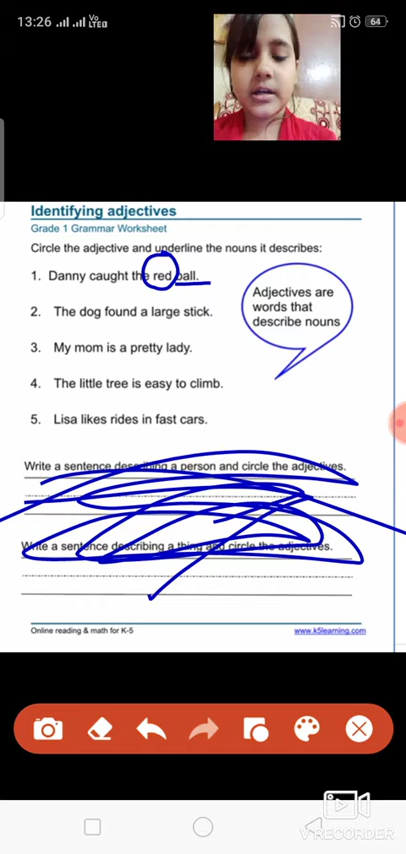 13:26 Vo LTE 64
Identifying adjectives
Grade 1 Grammar Worksheet
Circle the adjective and underline the nouns it describes:
1. Danny caught the red ball.
Adjectives are
words that
describe nouns
2. The dog found a large stick.
3. My mom is a pretty lady.
4. The little tree is easy to climb.
5. Lisa likes rides in fast cars.
Write a sentence describing a person and circle the adjectives.
Write a sentence describing a thing and circle the adjectives.
Online reading & math for K-5 www.k5learning.com
V RECORDER